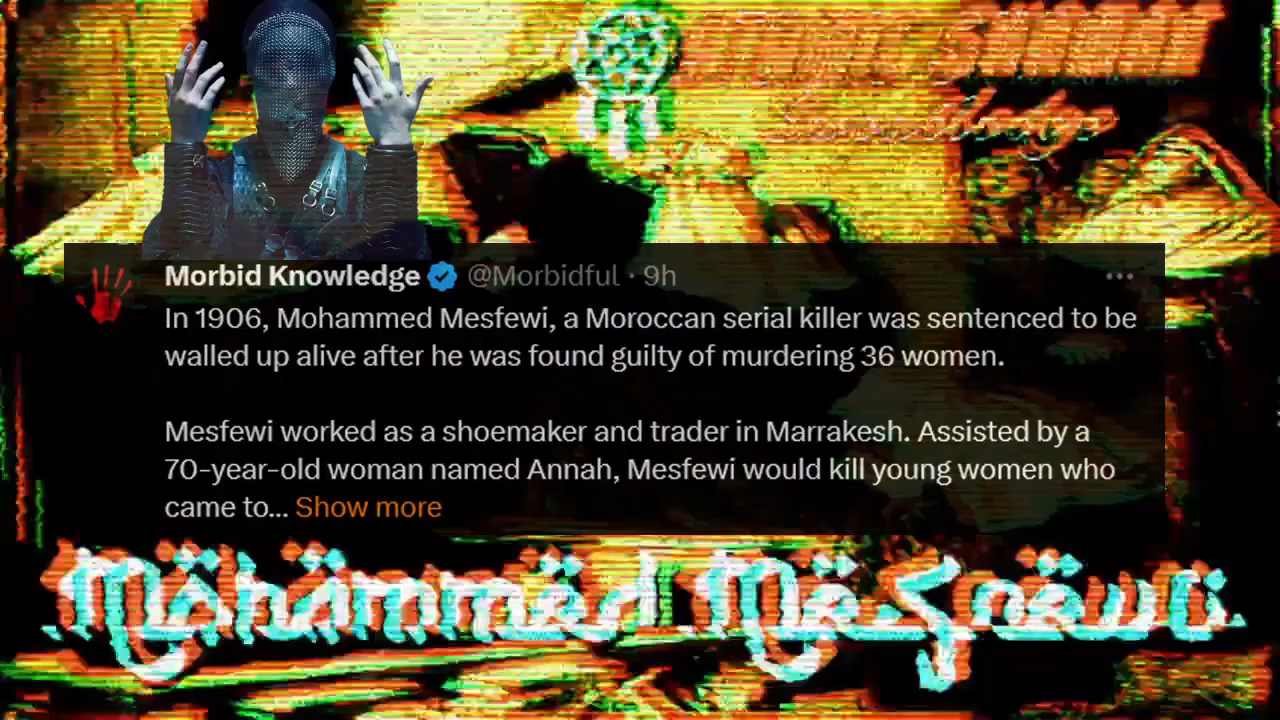 Morbid Knowledge @Morbidful · 9h
In 1906, Mohammed Mesfewi, a Moroccan serial killer was sentenced to be
walled up alive after he was found guilty of murdering 36 women.
Mesfewi worked as a shoemaker and trader in Marrakesh. Assisted by a
70-year-old woman named Annah, Mesfewi would kill young women who
came to... Show more
Mohammed Mesfewi